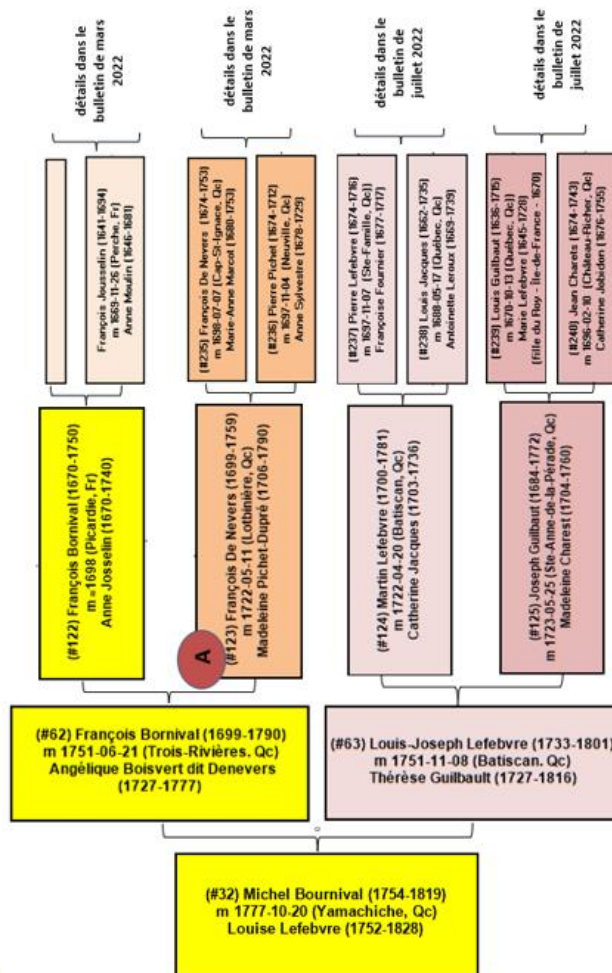 détails dans le
bulletin de mars
2022
détails dans le
bulletin de mars
2022
détails dans le
bulletin de
juillet 2022
détails dans le
bulletin de
juillet 2022
François Jousselin (1641-1694)
m 1669-11-26 (Perche, Fr)
Anne Moulin (1646-1681)
(#235) François De Nevers (1674-1753)
m 1698-07-07 (Cap-St-Ignace, Qc)
Marie-Anne Marcot (1680-1753)
(#236) Pierre Pichet (1674-1712)
m 1697-11-04 (Neuville, Qc)
Anne Sylvestre (1678-1729)
(#237) Pierre Lefebvre (1674-1716)
m 1697-11-07 (Ste-Famille, Qc))
Françoise Fournier (1677-1717)
(#238) Louis Jacques (1662-1735)
m 1688-05-17 (Québec, Qc)
Antoinette Leroux (1669-1739)
(#239) Louis Guilbaut (1636-1715)
m 1670-10-13 (Québec, Qc))
Marie Lefebvre (1645-1728)
(fille du Roy - Île-de-France - 1670)
(#240) Jean Charets (1674-1743)
m 1696-02-10 (Château-Richer, Qc)
Catherine Jobidon (1676-1755)
(#122) François Bornival (1670-1750)
m ≈1698 (Picardie, Fr)
Anne Josselin (1670-1740)
A
(#123) François De Nevers (1699-1759)
m 1722-05-11 (Lotbinière, Qc)
Madeleine Pichet-Dupré (1706-1790)
(#124) Martin Lefebvre (1700-1781)
m 1722-04-20 (Batiscan, Qc)
Catherine Jacques (1703-1736)
(#125) Joseph Guilbaut (1684-1772)
m 1723-05-25 (Ste-Anne-de-la-Pérade, Qc)
Madeleine Charest (1704-1760)
(#62) François Bornival (1699-1790)
m 1751-06-21 (Trois-Rivières. Qc)
Angélique Boisvert dit Denevers
(1727-1777)
(#63) Louis-Joseph Lefebvre (1733-1801)
m 1751-11-08 (Batiscan. Qc)
Thérèse Guilbault (1727-1816)
(#32) Michel Bournival (1754-1819)
m 1777-10-20 (Yamachiche, Qc)
Louise Lefebvre (1752-1828)